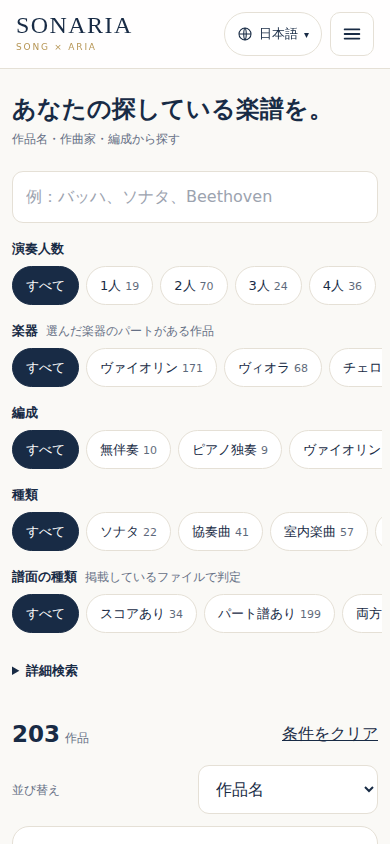 SONARIA
SONG × ARIA
日本語 ▾
あなたの探している楽譜を。
作品名・作曲家・編成から探す
例：バッハ、ソナタ、Beethoven
演奏人数
すべて 1人 19 2人 70 3人 24 4人 36
楽器 選んだ楽器のパートがある作品
すべて ヴァイオリン 171 ヴィオラ 68 チェロ
編成
すべて 無伴奏 10 ピアノ独奏 9 ヴァイオリン
種類
すべて ソナタ 22 協奏曲 41 室内楽曲 57
譜面の種類 掲載しているファイルで判定
すべて スコアあり 34 パート譜あり 199 両方
▶ 詳細検索
203 作品 条件をクリア
並び替え 作品名